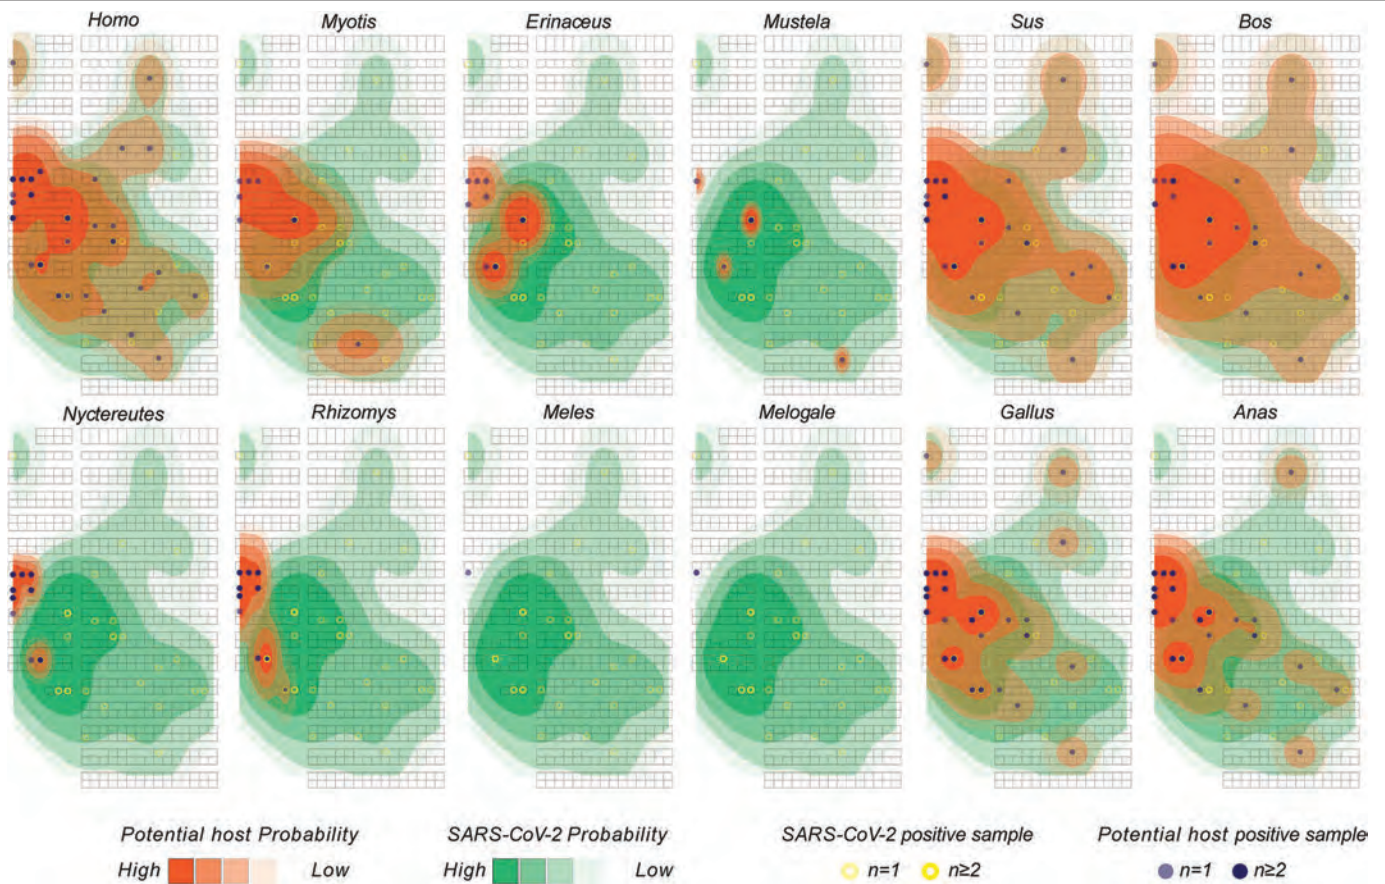 Homo Myotis Erinaceus Mustela Sus Bos
Nyctereutes Rhizomys Meles Melogale Gallus Anas
Potential host Probability SARS-CoV-2 Probability SARS-CoV-2 positive sample Potential host positive sample
High Low High Low n=1 n≥2 n=1 n≥2